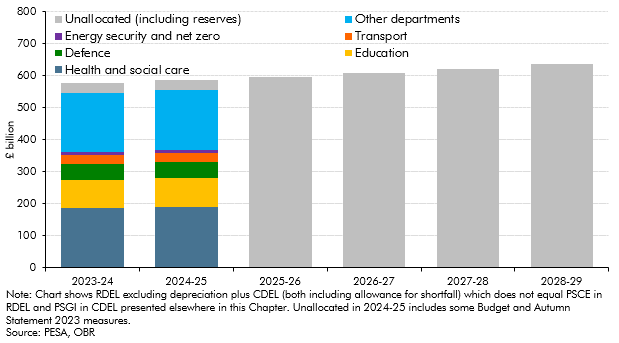 800
700
600
500
400
300
200
100
0
£ billion
Unallocated (including reserves)
Other departments
Energy security and net zero
Transport
Defence
Education
Health and social care
2023-24
2024-25
2025-26
2026-27
2027-28
2028-29
Note: Chart shows RDEL excluding depreciation plus CDEL (both including allowance for shortfall) which does not equal PSCE in
RDEL and PSGI in CDEL presented elsewhere in this Chapter. Unallocated in 2024-25 includes some Budget and Autumn
Statement 2023 measures.
Source: PESA, OBR